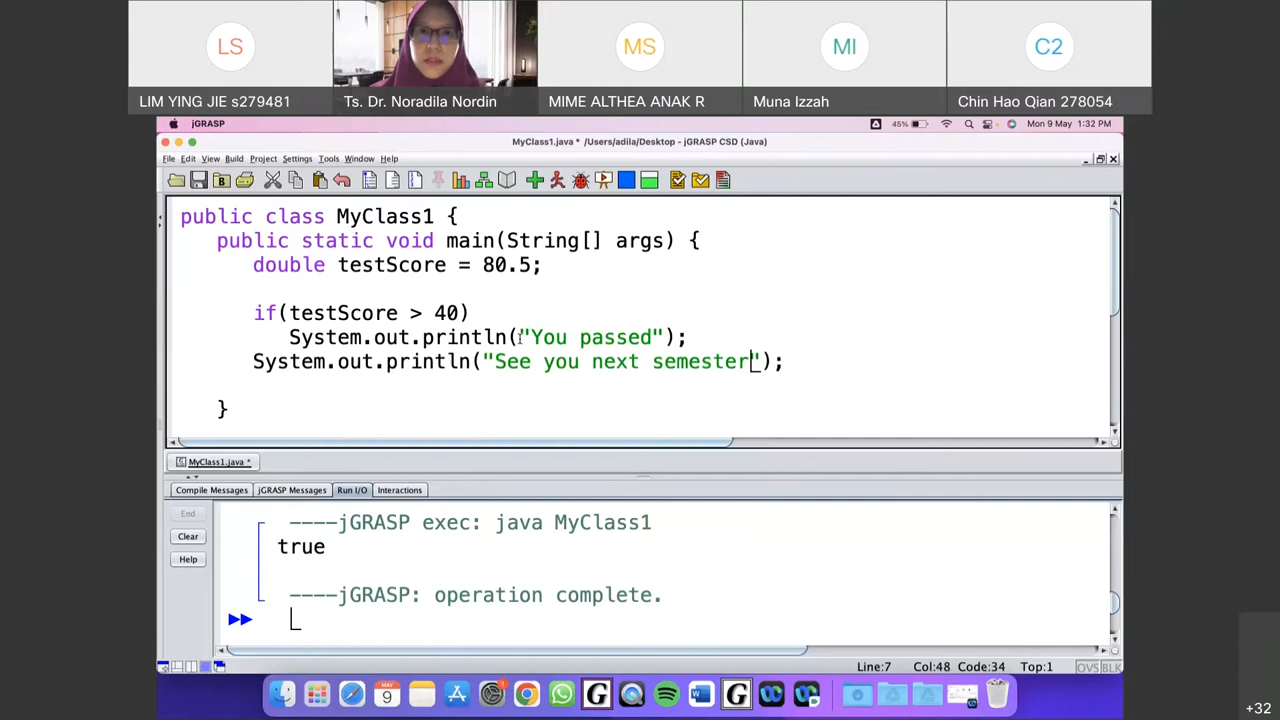 LS
MS
MI
C2
LIM YING JIE s279481
Ts. Dr. Noradila Nordin
MIME ALTHEA ANAK R
Muna Izzah
Chin Hao Qian 278054
jGRASP
45%
Mon 9 May 1:32 PM
MyClass1.java * /Users/adila/Desktop - jGRASP CSD (Java)
File Edit View Build Project Settings Tools Window Help
public class MyClass1 {
public static void main(String[] args) {
double testScore = 80.5;
if(testScore > 40)
System.out.println("You passed");
System.out.println("See you next semester");
}
MyClass1.java *
Compile Messages jGRASP Messages Run I/O Interactions
End
Clear
Help
----jGRASP exec: java MyClass1
true
----jGRASP: operation complete.
Line:7 Col:48 Code:34 Top:1 OVS BLK
MAY
9
+32